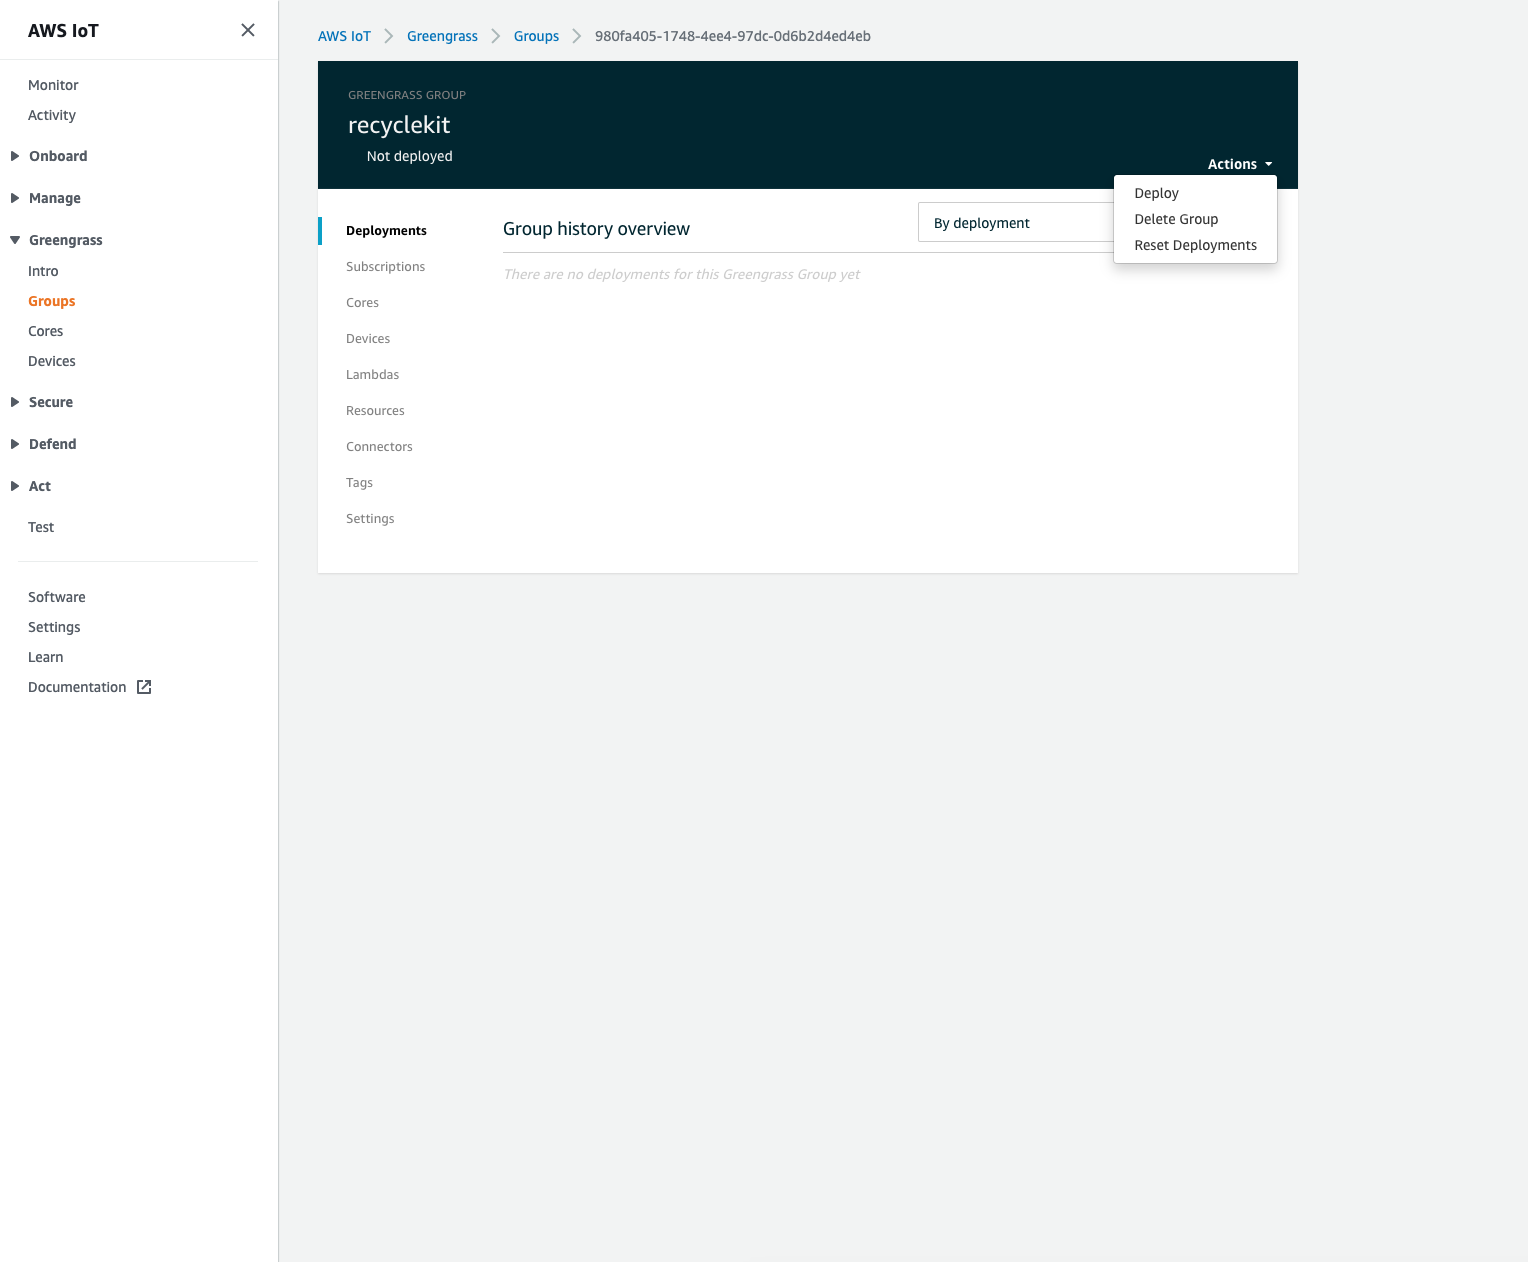 AWS IoT
Monitor
Activity
Onboard
Manage
Greengrass
Intro
Groups
Cores
Devices
Secure
Defend
Act
Test
Software
Settings
Learn
Documentation
AWS IoT Greengrass Groups 980fa405-1748-4ee4-97dc-0d6b2d4ed4eb
GREENGRASS GROUP
recyclekit
Not deployed
Actions
Deploy
Delete Group
Reset Deployments
Deployments
Subscriptions
Cores
Devices
Lambdas
Resources
Connectors
Tags
Settings
Group history overview
By deployment
There are no deployments for this Greengrass Group yet